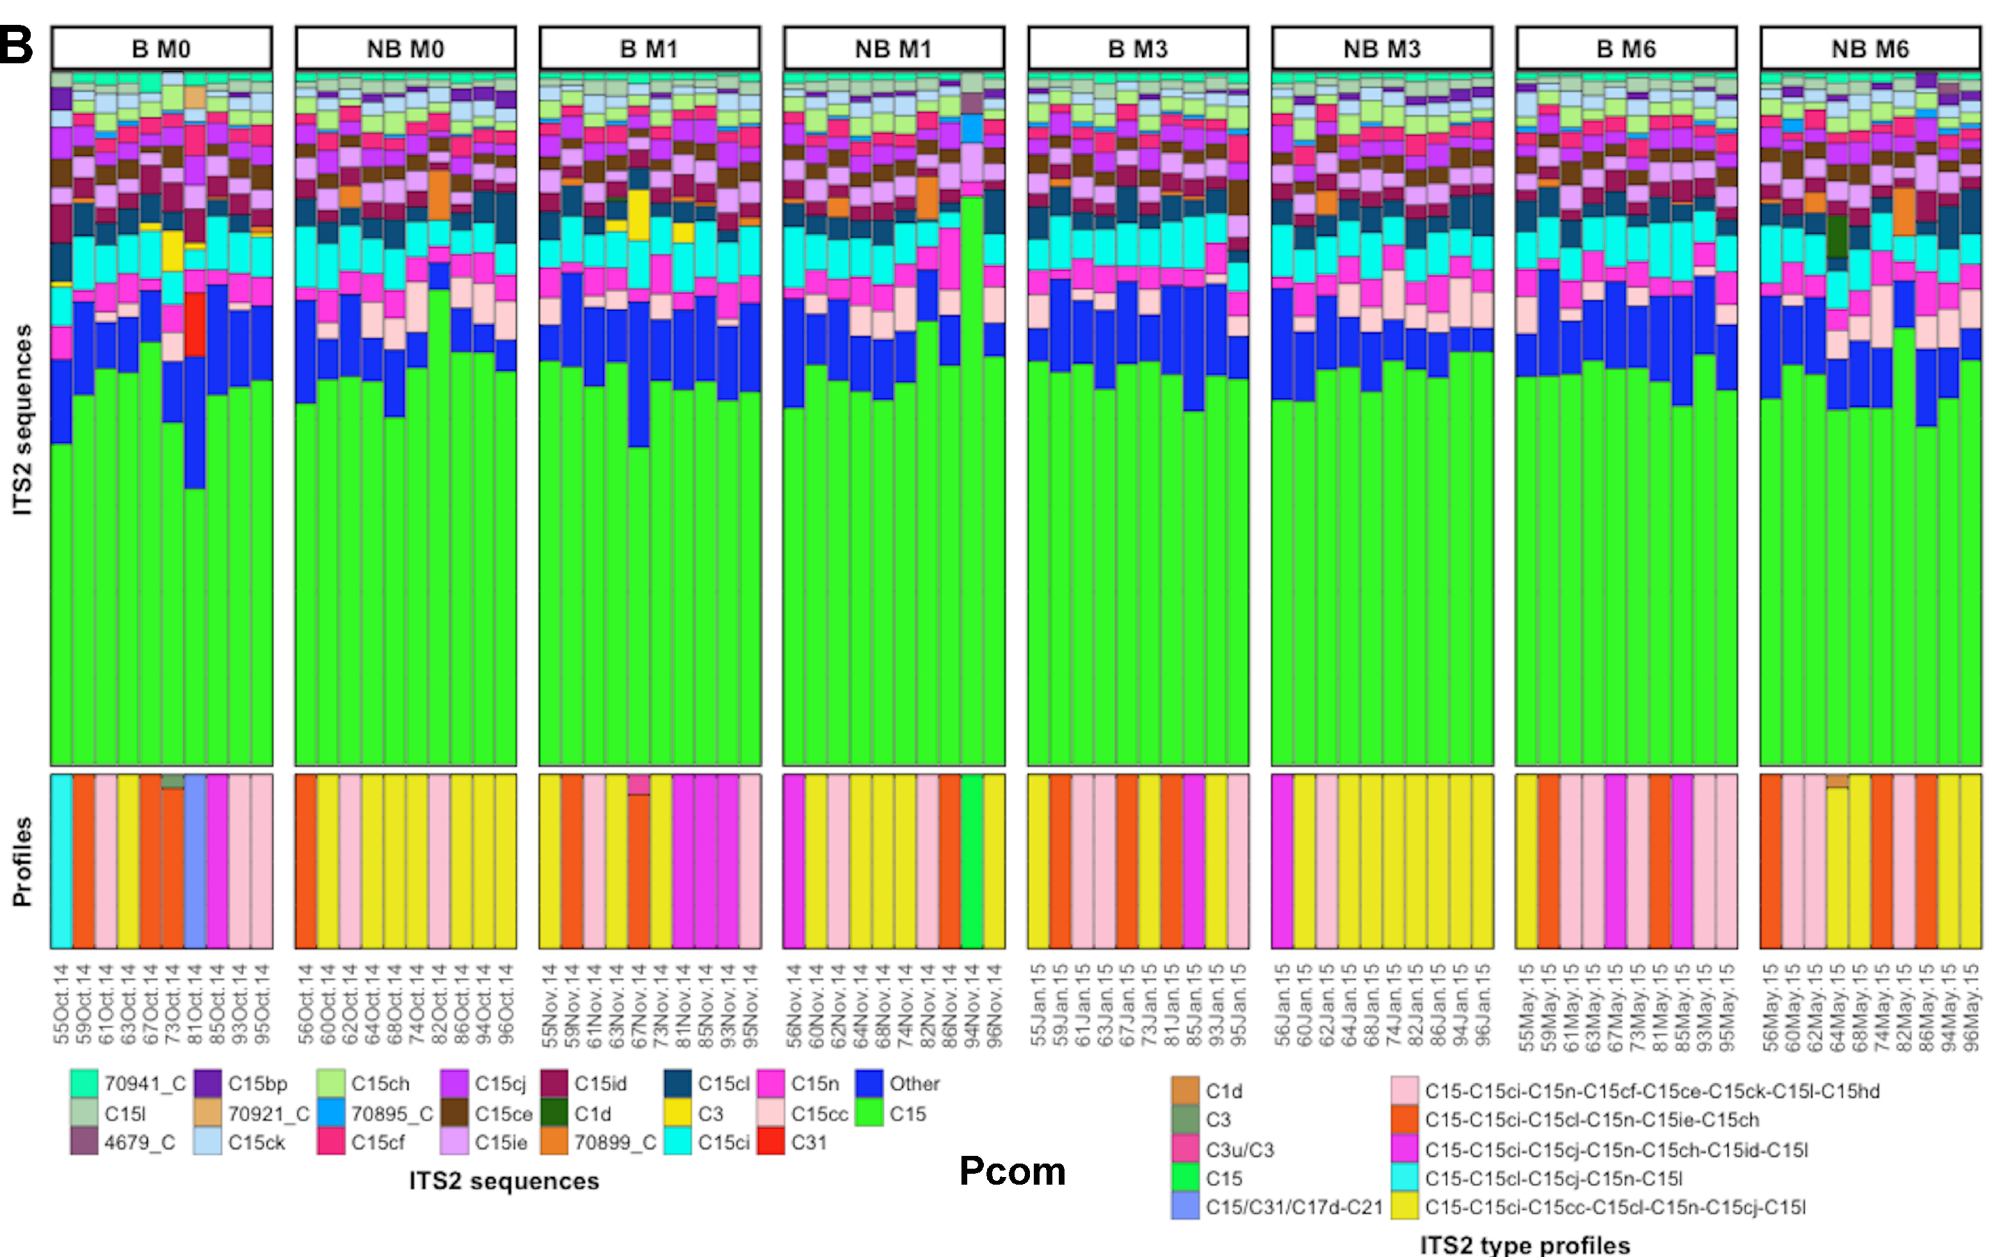 B
B M0 NB M0 B M1 NB M1 B M3 NB M3 B M6 NB M6
ITS2 sequences
Profiles
55Oct.14 59Oct.14 61Oct.14 63Oct.14 67Oct.14 73Oct.14 81Oct.14 85Oct.14 93Oct.14 95Oct.14 56Oct.14 60Oct.14 62Oct.14 64Oct.14 68Oct.14 74Oct.14 82Oct.14 86Oct.14 94Oct.14 96Oct.14 55Nov.14 59Nov.14 61Nov.14 63Nov.14 67Nov.14 73Nov.14 81Nov.14 85Nov.14 93Nov.14 95Nov.14 56Nov.14 60Nov.14 62Nov.14 64Nov.14 68Nov.14 74Nov.14 82Nov.14 86Nov.14 94Nov.14 96Nov.14 55Jan.15 59Jan.15 61Jan.15 63Jan.15 67Jan.15 73Jan.15 81Jan.15 85Jan.15 93Jan.15 95Jan.15 56Jan.15 60Jan.15 62Jan.15 64Jan.15 68Jan.15 74Jan.15 82Jan.15 86Jan.15 94Jan.15 96Jan.15 55May.15 59May.15 61May.15 63May.15 67May.15 73May.15 81May.15 85May.15 93May.15 95May.15 56May.15 60May.15 62May.15 64May.15 68May.15 74May.15 82May.15 86May.15 94May.15 96May.15
70941_C C15bp C15ch C15cj C15id C15cl C15n Other
C15l 70921_C 70895_C C15ce C1d C3 C15cc C15
4679_C C15ck C15cf C15ie 70899_C C15ci C31
ITS2 sequences
Pcom
C1d C15-C15ci-C15n-C15cf-C15ce-C15ck-C15l-C15hd
C3 C15-C15ci-C15cl-C15n-C15ie-C15ch
C3u/C3 C15-C15ci-C15cj-C15n-C15ch-C15id-C15l
C15 C15-C15cl-C15cj-C15n-C15l
C15/C31/C17d-C21 C15-C15ci-C15cc-C15cl-C15n-C15cj-C15l
ITS2 type profiles